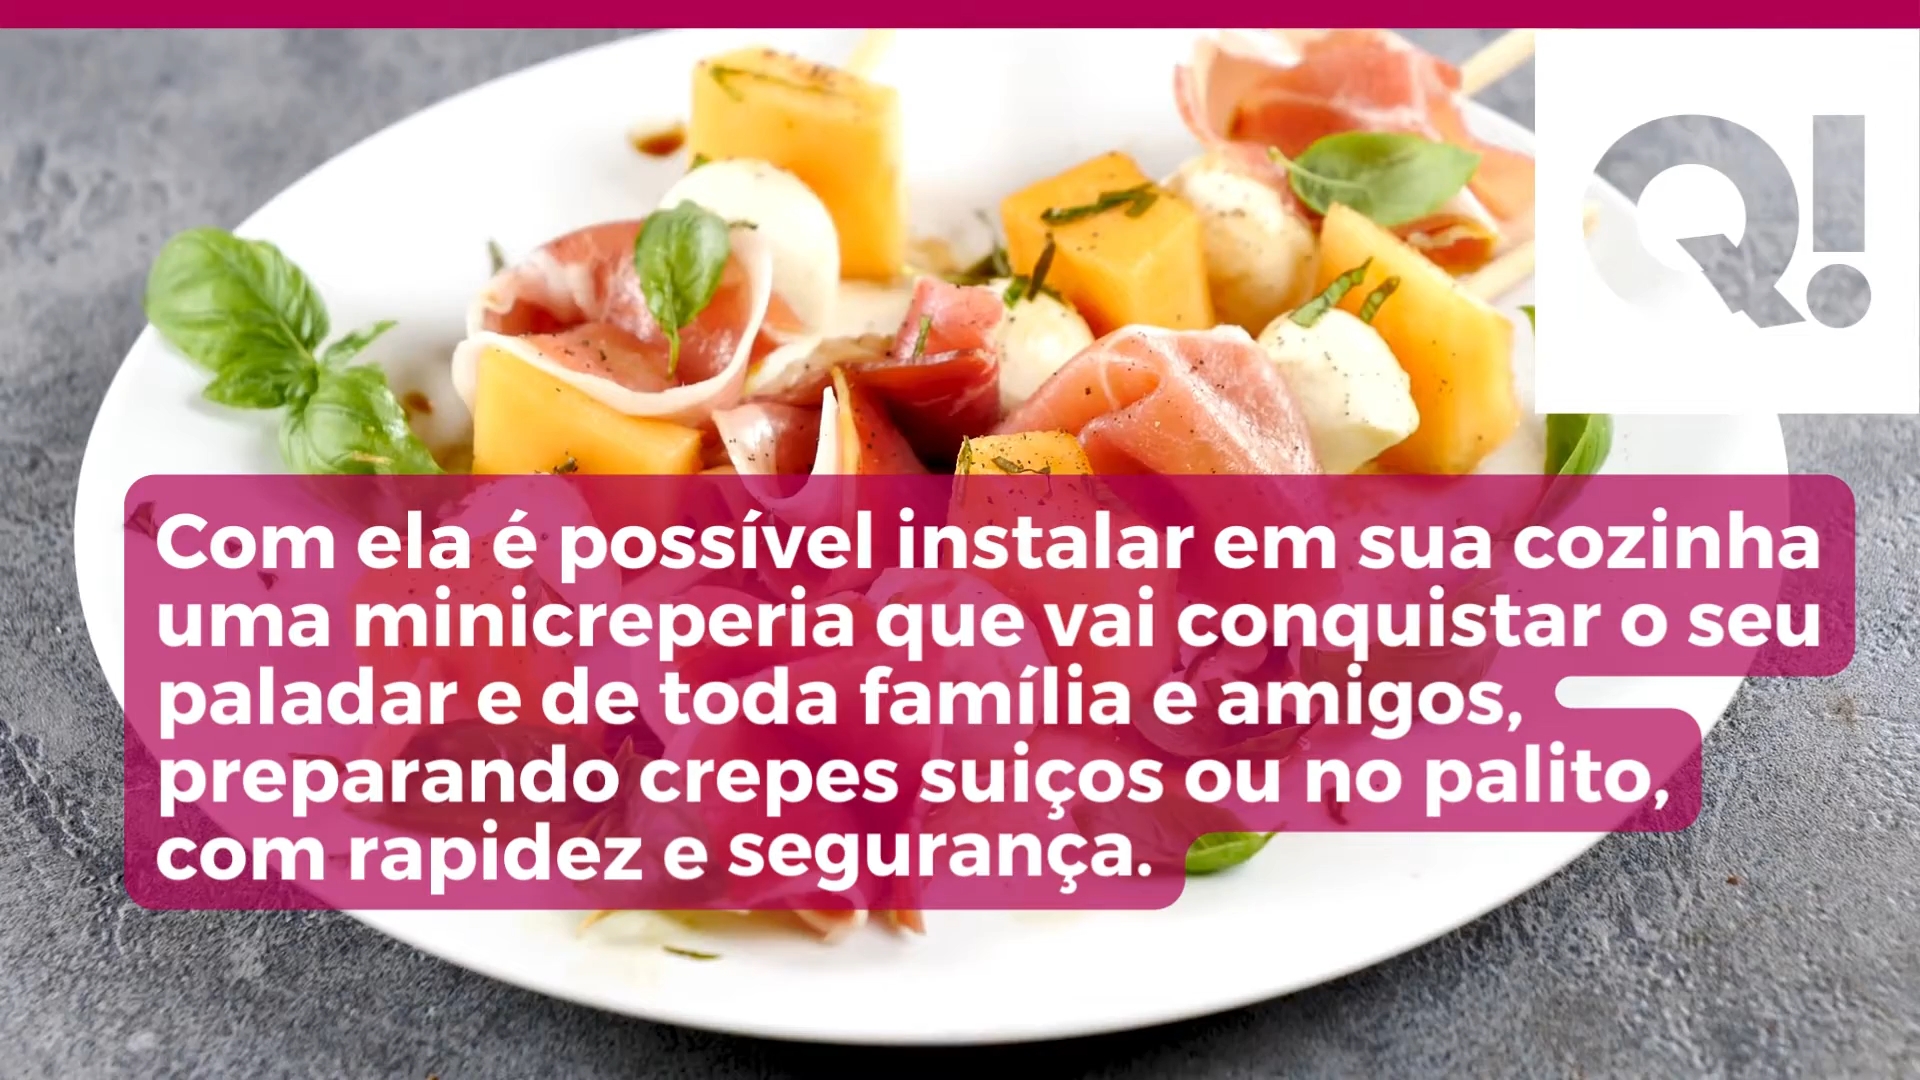 Q!
Com ela é possível instalar em sua cozinha
uma minicreperia que vai conquistar o seu
paladar e de toda família e amigos,
preparando crepes suiços ou no palito,
com rapidez e segurança.